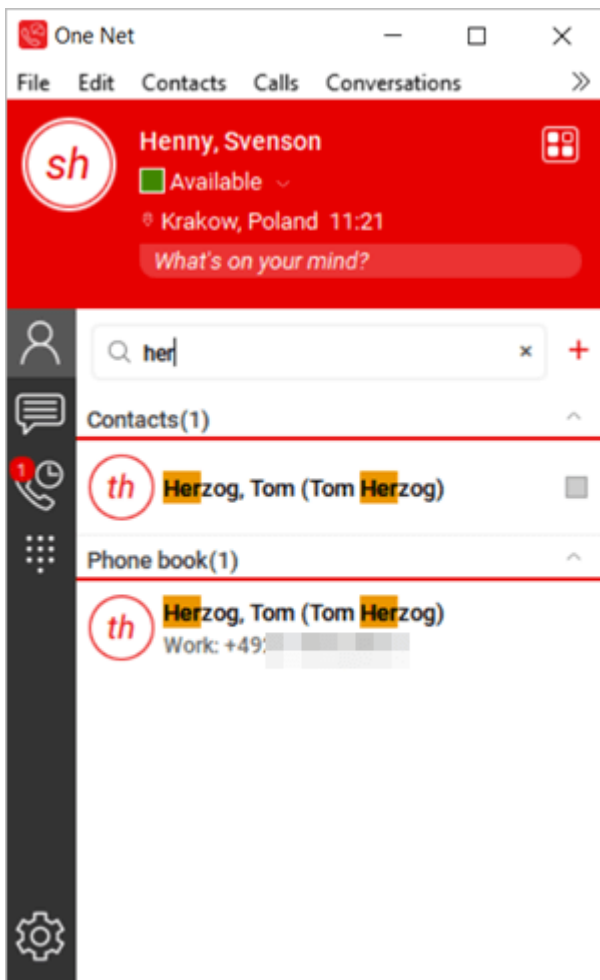 One Net
File Edit Contacts Calls Conversations
sh
Henny, Svenson
Available
Krakow, Poland 11:21
What's on your mind?
her
Contacts(1)
1
th
Herzog, Tom (Tom Herzog)
Phone book(1)
th
Herzog, Tom (Tom Herzog)
Work: +49